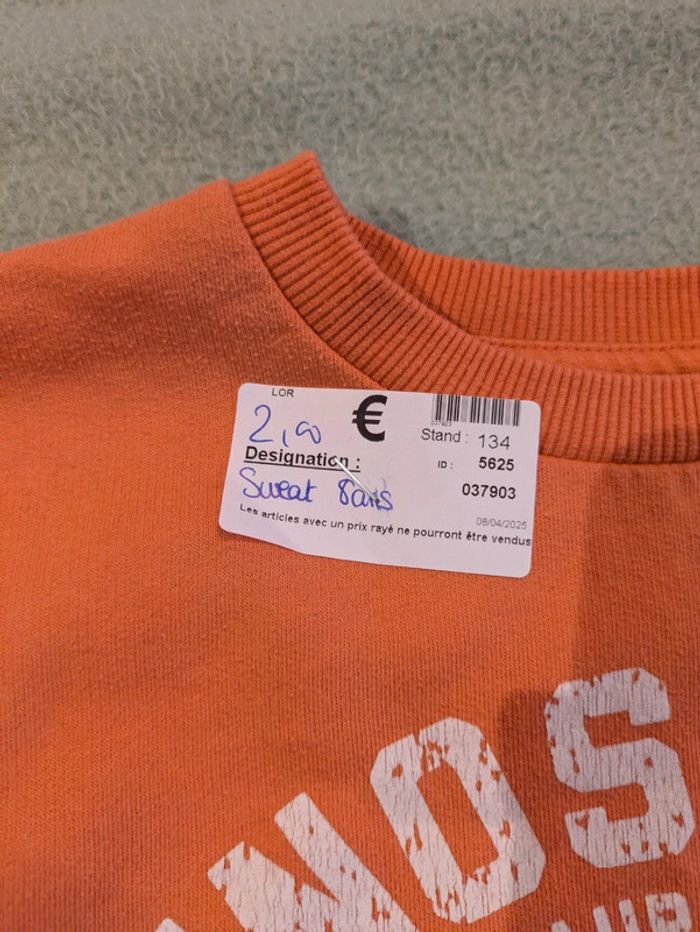 LOR
2,00 €
037903
Stand : 134
Designation :
ID : 5625
Sweat 8ans
037903
08/04/2025
Les articles avec un prix rayé ne pourront être vendus
NOS